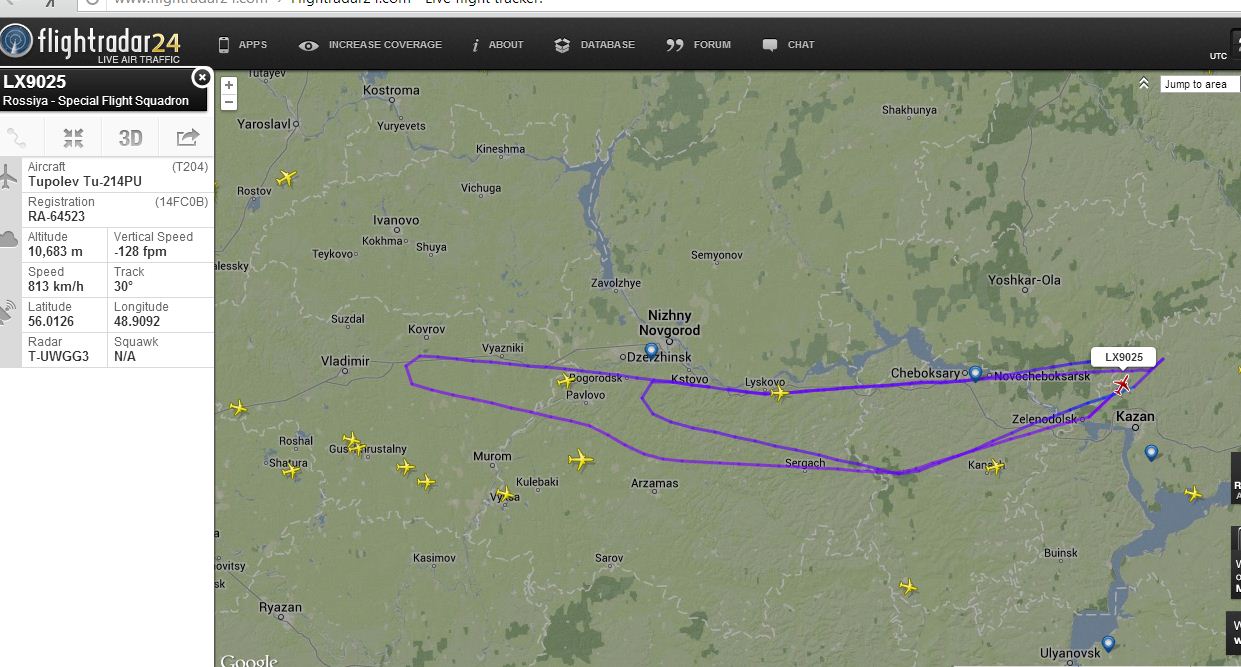 www.flightradar24.com › Flightradar24.com - Live flight tracker!
flightradar24
LIVE AIR TRAFFIC
APPS
INCREASE COVERAGE
ABOUT
DATABASE
FORUM
CHAT
UTC
LX9025
Rossiya - Special Flight Squadron
3D
Aircraft (T204)
Tupolev Tu-214PU
Registration (14FC0B)
RA-64523
Altitude Vertical Speed
10,683 m -128 fpm
Speed Track
813 km/h 30°
Latitude Longitude
56.0126 48.9092
Radar Squawk
T-UWGG3 N/A
+
−
Jump to area
Tutayev
Kostroma
Shakhunya
Yaroslavl
Yuryevets
Kineshma
Vichuga
Rostov
Ivanovo
Kokhma
Shuya
Teykovo
Semyonov
alessky
Yoshkar-Ola
Zavolzhye
Suzdal
Nizhny
Novgorod
Kovrov
Vyazniki
Vladimir
Dzerzhinsk
LX9025
Bogorodsk
Kstovo
Lyskovo
Cheboksary
Novocheboksarsk
Pavlovo
Zelenodolsk
Kazan
Roshal
Gus-Khrustalny
Shatura
Murom
Sergach
Kanash
Kulebaki
Arzamas
Vyksa
Kasimov
Sarov
Buinsk
ovitsy
sk
Ryazan
Ulyanovsk
Google